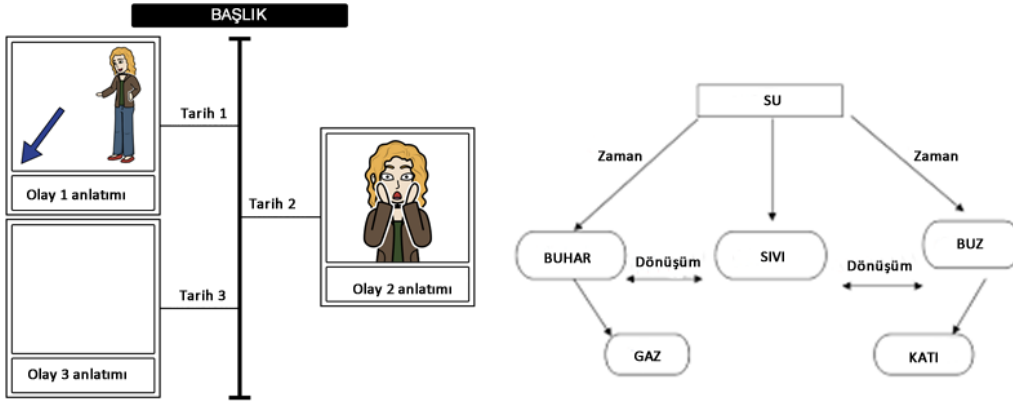 BAŞLIK
Tarih 1
Olay 1 anlatımı
Tarih 2
Olay 2 anlatımı
Tarih 3
Olay 3 anlatımı
SU
Zaman
Zaman
BUHAR
Dönüşüm
SIVI
Dönüşüm
BUZ
GAZ
KATI